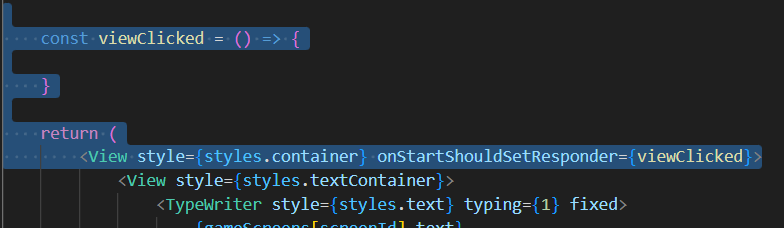 const viewClicked = () => {
}
return (
<View style={styles.container} onStartShouldSetResponder={viewClicked}>
<View style={styles.textContainer}>
<TypeWriter style={styles.text} typing={1} fixed>
{gameScreens[screenId].text}